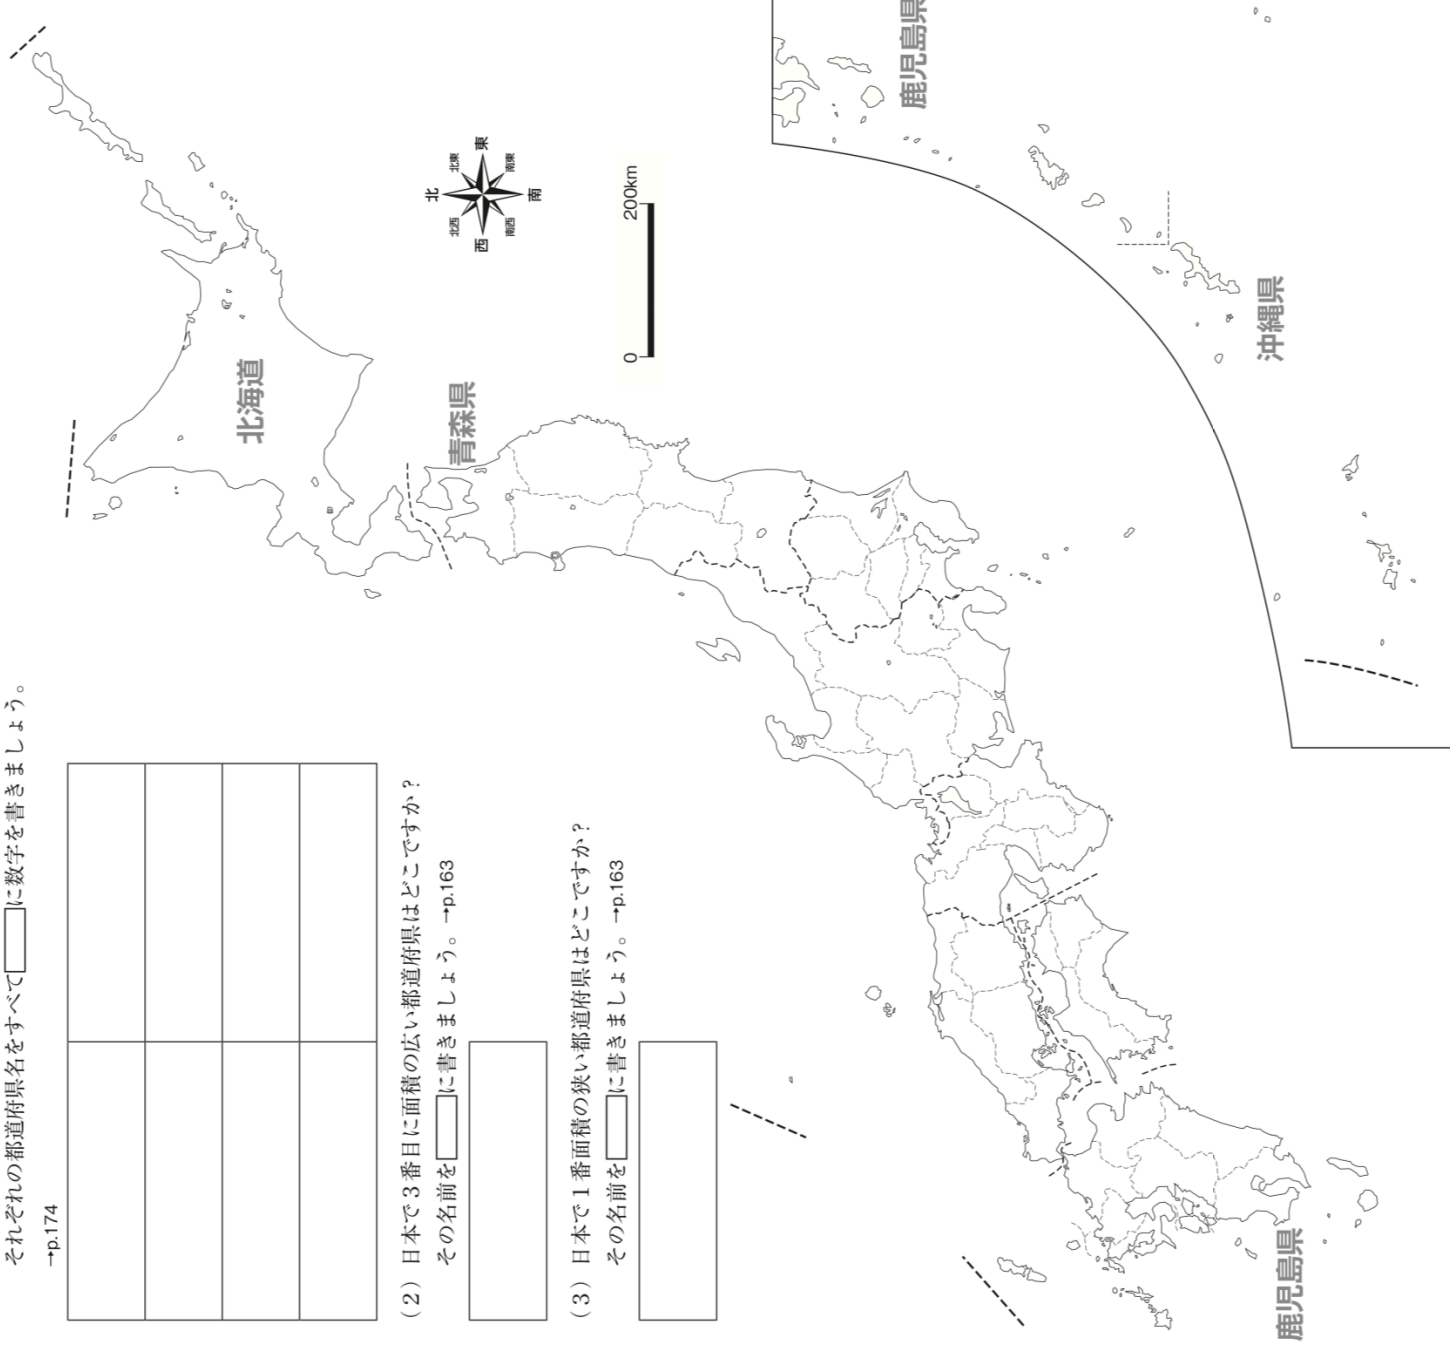 それぞれの都道府県名をすべて　に数字を書きましょう。
→p.174
（2）日本で3番目に面積の広い都道府県はどこですか？
その名前を　に書きましょう。→p.163
（3）日本で1番面積の狭い都道府県はどこですか？
その名前を　に書きましょう。→p.163
北海道
青森県
鹿児島県
北
北東
東
南東
南
南西
西
北西
0
200km
鹿児島県
沖縄県